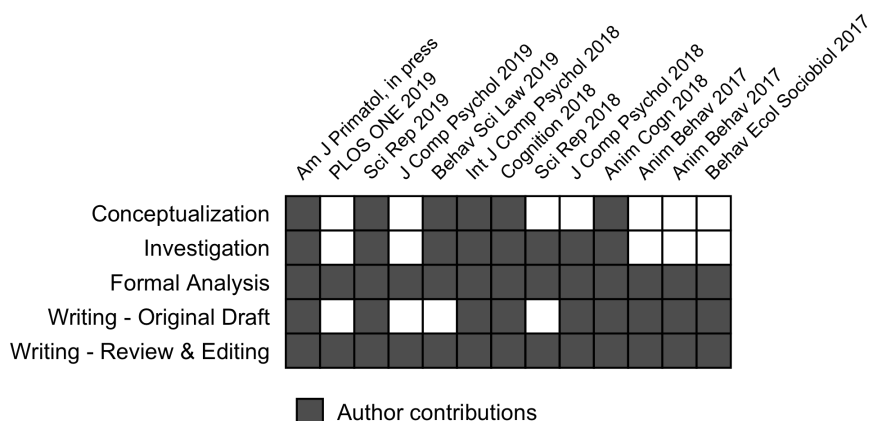 Am J Primatol, in press
PLOS ONE 2019
Sci Rep 2019
J Comp Psychol 2019
Behav Sci Law 2019
Int J Comp Psychol 2018
Cognition 2018
Sci Rep 2018
J Comp Psychol 2018
Anim Cogn 2018
Anim Behav 2017
Anim Behav 2017
Behav Ecol Sociobiol 2017
Conceptualization
Investigation
Formal Analysis
Writing - Original Draft
Writing - Review & Editing
Author contributions